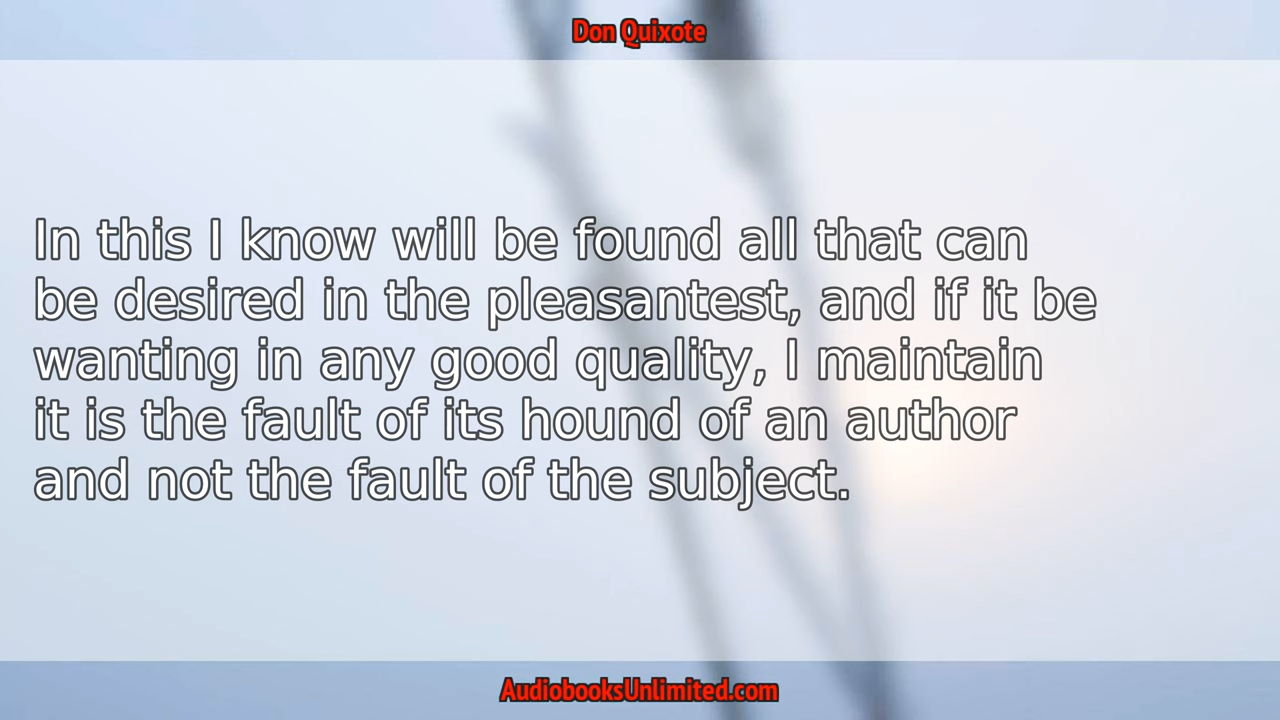 Don Quixote
In this I know will be found all that can
be desired in the pleasantest, and if it be
wanting in any good quality, I maintain
it is the fault of its hound of an author
and not the fault of the subject.
AudiobooksUnlimited.com